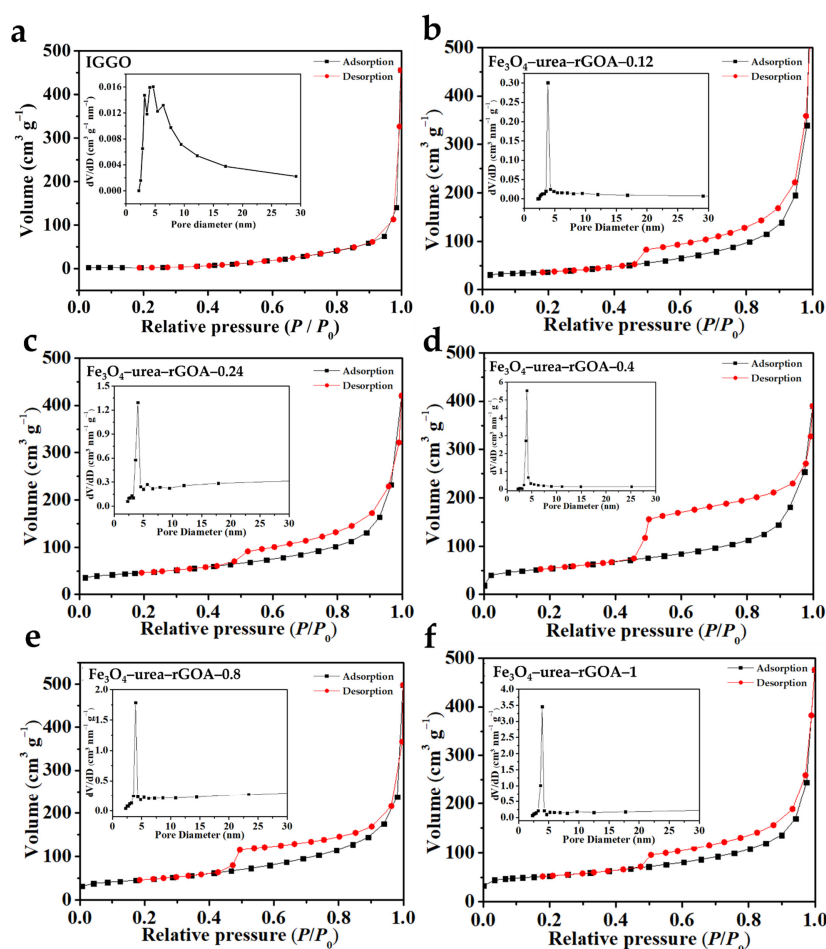 a
IGGO
Adsorption
Desorption
500
400
300
200
100
0
Volume (cm³ g⁻¹)
0.0 0.2 0.4 0.6 0.8 1.0
Relative pressure (P / P₀)
0.016
0.012
0.008
0.004
0.000
dV/dD (cm³ g⁻¹ nm⁻¹)
0 5 10 15 20 25 30
Pore diameter (nm)
b
Fe₃O₄–urea–rGOA–0.12
Adsorption
Desorption
500
400
300
200
100
0
Volume (cm³ g⁻¹)
0.0 0.2 0.4 0.6 0.8 1.0
Relative pressure (P/P₀)
0.30
0.25
0.20
0.15
0.10
0.05
0.00
dV/dD (cm³ g⁻¹ nm⁻¹)
0 5 10 15 20 25 30
Pore diameter (nm)
c
Fe₃O₄–urea–rGOA–0.24
Adsorption
Desorption
500
400
300
200
100
0
Volume (cm³ g⁻¹)
0.0 0.2 0.4 0.6 0.8 1.0
Relative pressure (P/P₀)
1.5
1.2
0.9
0.6
0.3
0.0
dV/dD (cm³ nm⁻¹ g⁻¹)
0 5 10 15 20 25 30
Pore Diameter (nm)
d
Fe₃O₄–urea–rGOA–0.4
Adsorption
Desorption
500
400
300
200
100
0
Volume (cm³ g⁻¹)
0.0 0.2 0.4 0.6 0.8 1.0
Relative pressure (P/P₀)
6
5
4
3
2
1
0
dV/dD (cm³ nm⁻¹ g⁻¹)
0 5 10 15 20 25 30
Pore Diameter (nm)
e
Fe₃O₄–urea–rGOA–0.8
Adsorption
Desorption
500
400
300
200
100
0
Volume (cm³ g⁻¹)
0.0 0.2 0.4 0.6 0.8 1.0
Relative pressure (P/P₀)
2.0
1.5
1.0
0.5
0.0
dV/dD (cm³ nm⁻¹ g⁻¹)
0 5 10 15 20 25 30
Pore Diameter (nm)
f
Fe₃O₄–urea–rGOA–1
Adsorption
Desorption
500
400
300
200
100
0
Volume (cm³ g⁻¹)
0.0 0.2 0.4 0.6 0.8 1.0
Relative pressure (P/P₀)
4.0
3.5
3.0
2.5
2.0
1.5
1.0
0.5
0.0
dV/dD (cm³ nm⁻¹ g⁻¹)
0 5 10 15 20 25 30
Pore Diameter (nm)